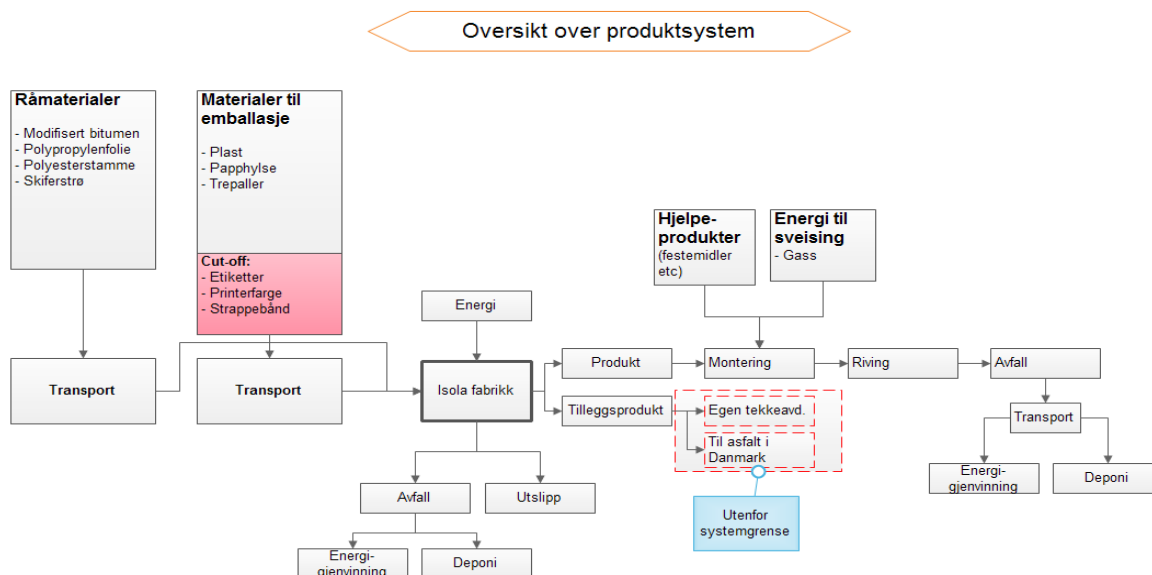 Oversikt over produktsystem
Råmaterialer
- Modifisert bitumen
- Polypropylenfolie
- Polyesterstamme
- Skiferstrø
Materialer til
emballasje
- Plast
- Papphylse
- Trepaller
Cut-off:
- Etiketter
- Printerfarge
- Strappebånd
Hjelpe-
produkter
(festemidler
etc)
Energi til
sveising
- Gass
Energi
Transport
Transport
Isola fabrikk
Produkt
Montering
Riving
Avfall
Tilleggsprodukt
Egen tekkeavd.
Til asfalt i
Danmark
Transport
Energi-
gjenvinning
Deponi
Avfall
Utslipp
Utenfor
systemgrense
Energi-
gjenvinning
Deponi